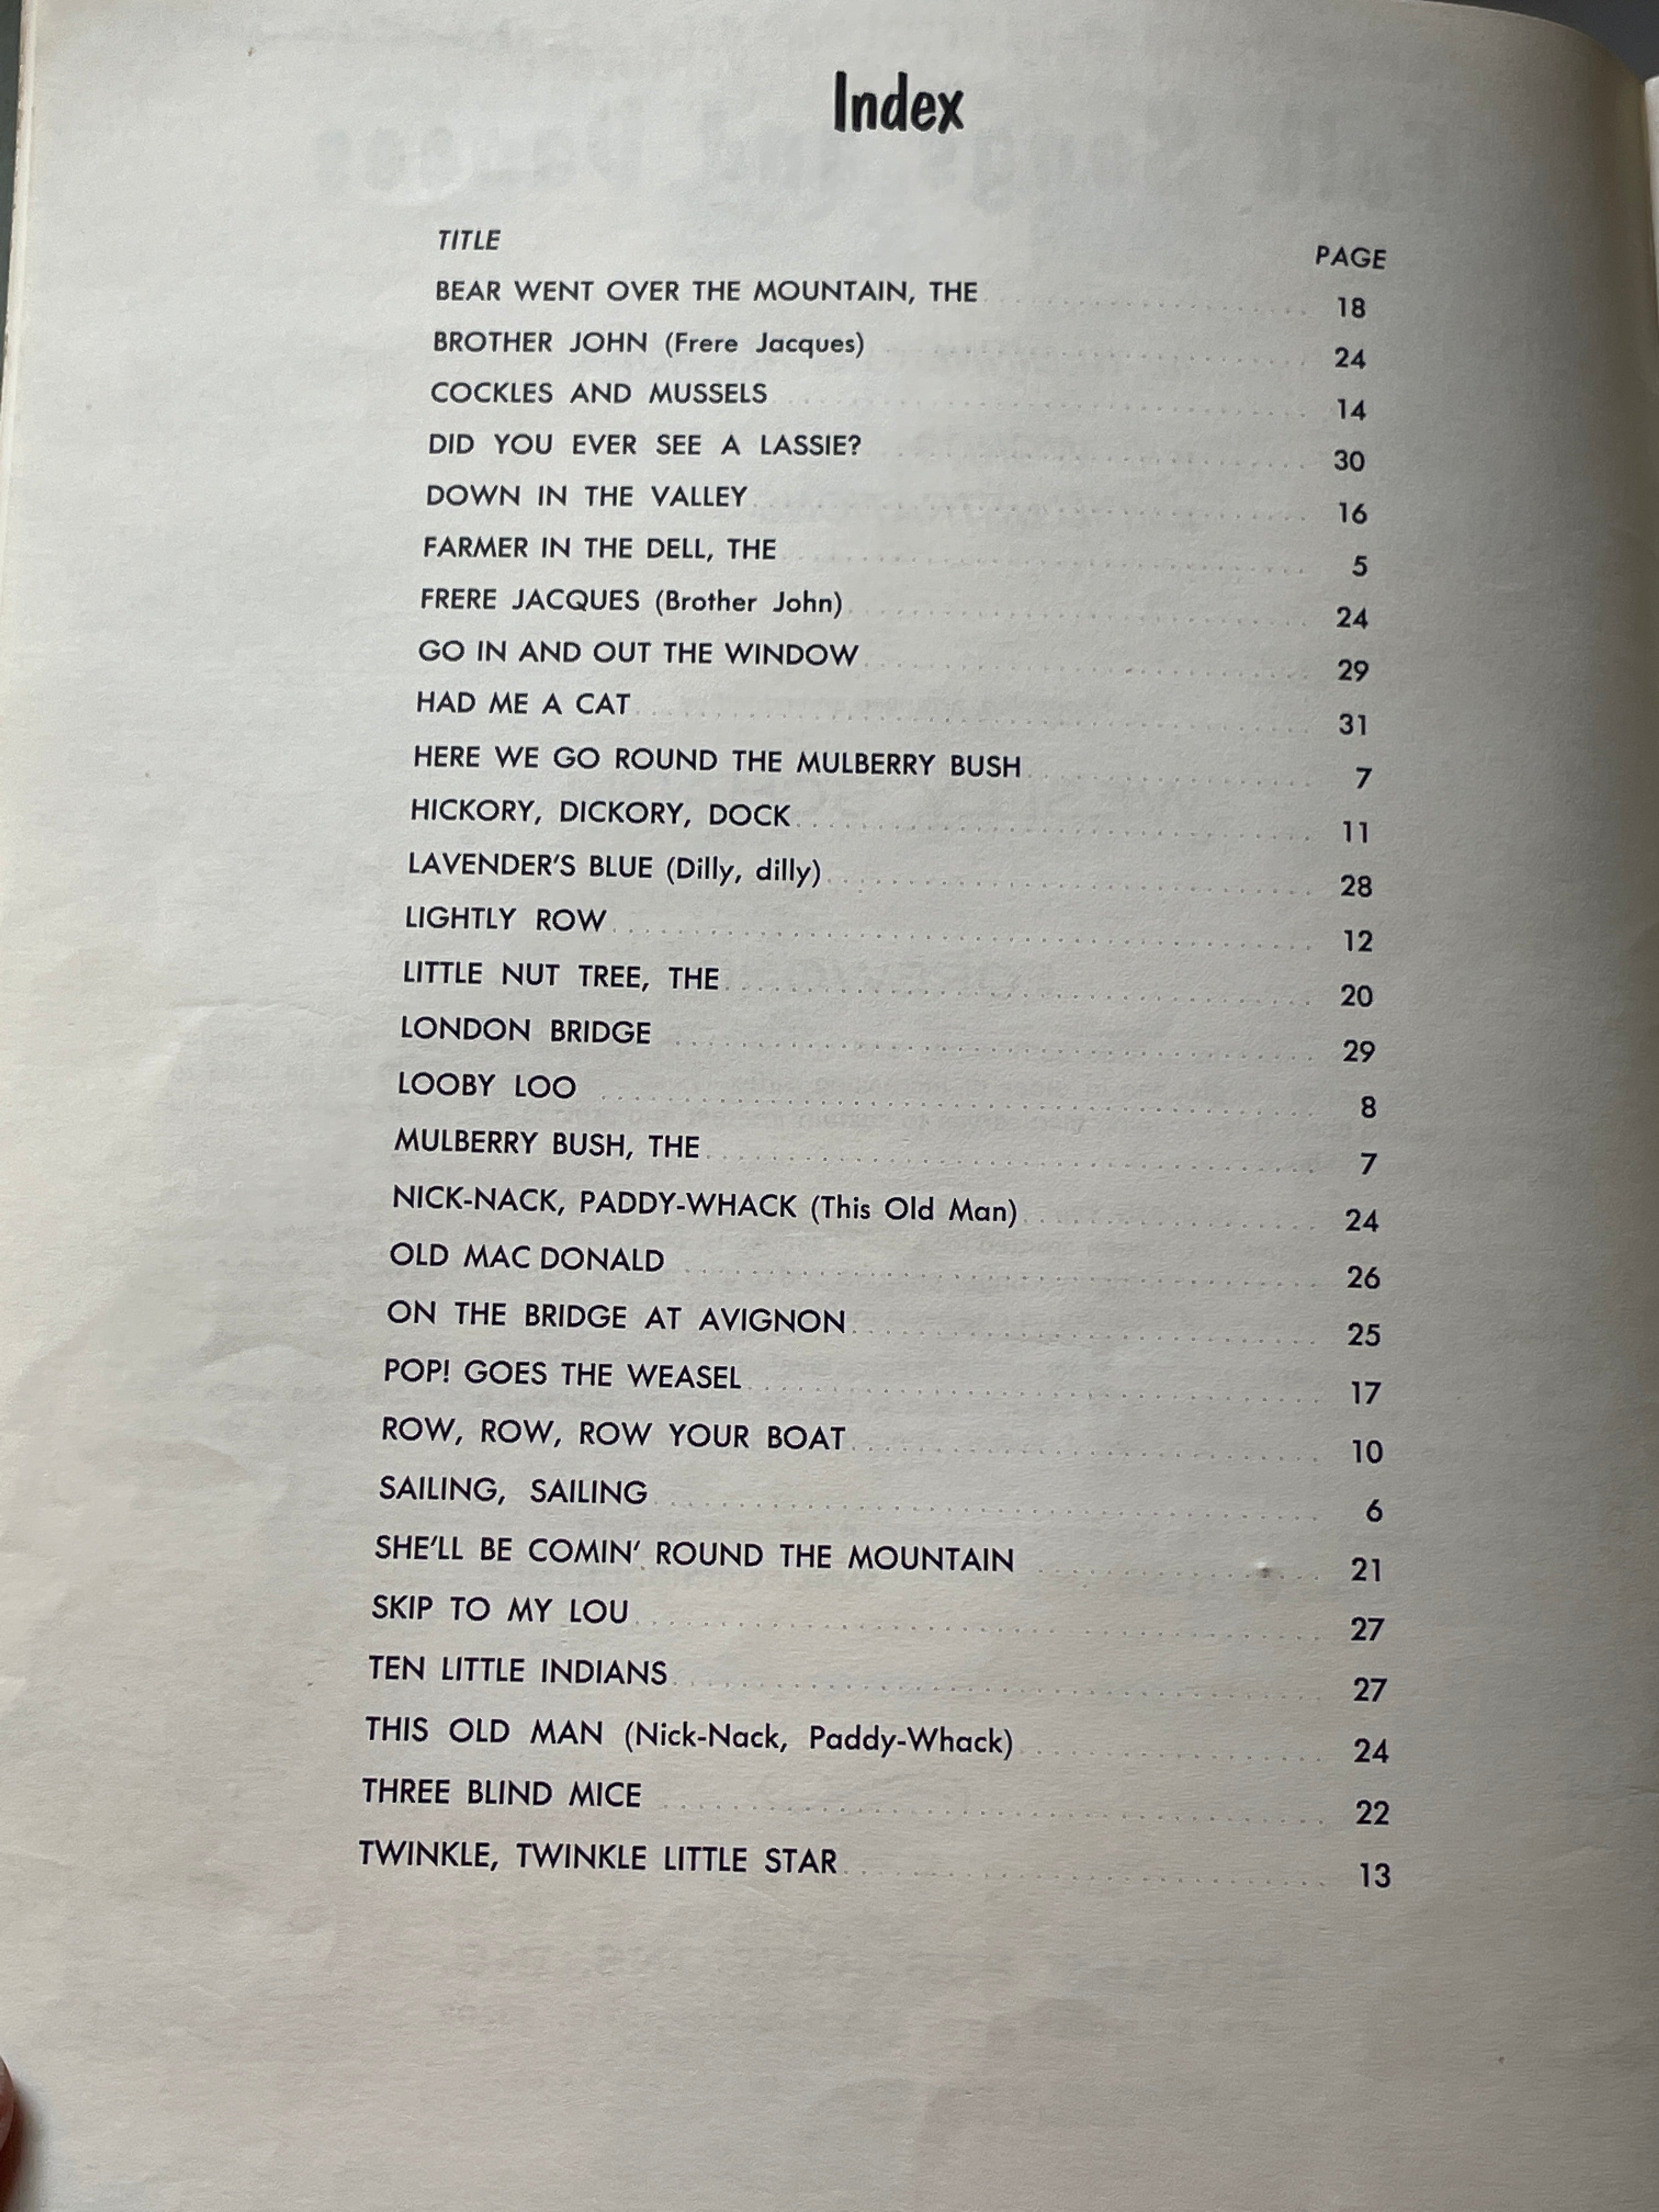 Index
TITLE PAGE
BEAR WENT OVER THE MOUNTAIN, THE 18
BROTHER JOHN (Frere Jacques) 24
COCKLES AND MUSSELS 14
DID YOU EVER SEE A LASSIE? 30
DOWN IN THE VALLEY 16
FARMER IN THE DELL, THE 5
FRERE JACQUES (Brother John) 24
GO IN AND OUT THE WINDOW 29
HAD ME A CAT 31
HERE WE GO ROUND THE MULBERRY BUSH 7
HICKORY, DICKORY, DOCK 11
LAVENDER'S BLUE (Dilly, dilly) 28
LIGHTLY ROW 12
LITTLE NUT TREE, THE 20
LONDON BRIDGE 29
LOOBY LOO 8
MULBERRY BUSH, THE 7
NICK-NACK, PADDY-WHACK (This Old Man) 24
OLD MAC DONALD 26
ON THE BRIDGE AT AVIGNON 25
POP! GOES THE WEASEL 17
ROW, ROW, ROW YOUR BOAT 10
SAILING, SAILING 6
SHE'LL BE COMIN' ROUND THE MOUNTAIN 21
SKIP TO MY LOU 27
TEN LITTLE INDIANS 27
THIS OLD MAN (Nick-Nack, Paddy-Whack) 24
THREE BLIND MICE 22
TWINKLE, TWINKLE LITTLE STAR 13